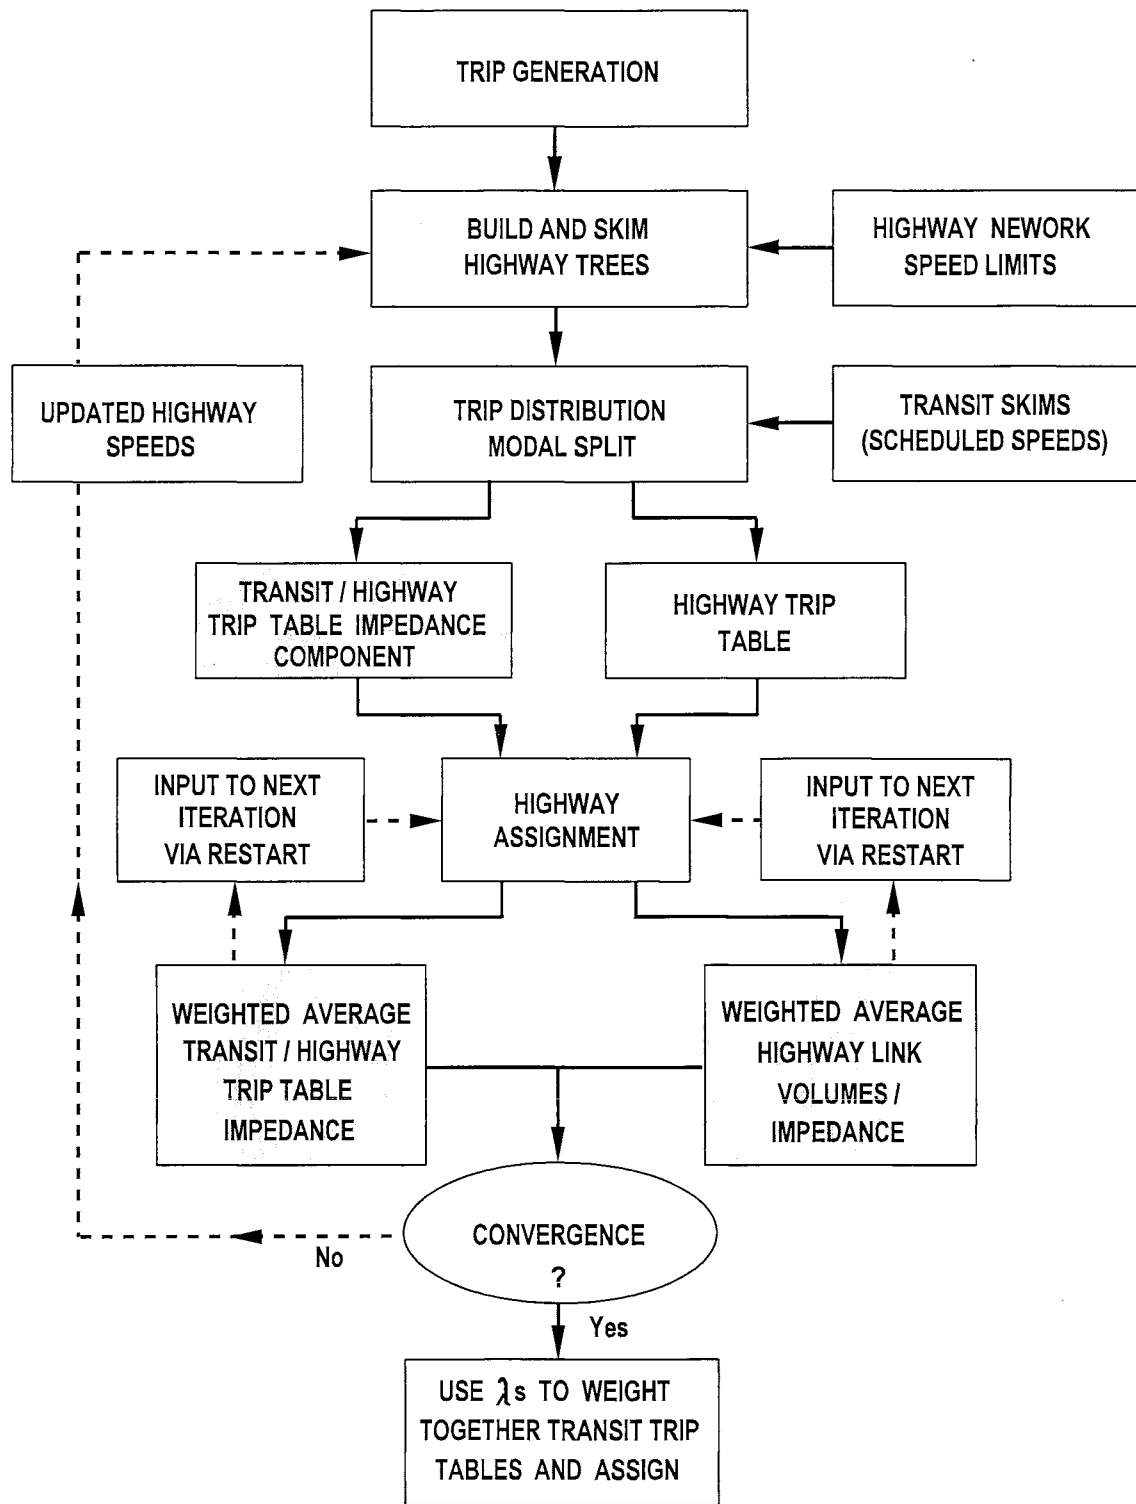 TRIP GENERATION
BUILD AND SKIM
HIGHWAY TREES
HIGHWAY NEWORK
SPEED LIMITS
UPDATED HIGHWAY
SPEEDS
TRIP DISTRIBUTION
MODAL SPLIT
TRANSIT SKIMS
(SCHEDULED SPEEDS)
TRANSIT / HIGHWAY
TRIP TABLE IMPEDANCE
COMPONENT
HIGHWAY TRIP
TABLE
INPUT TO NEXT
ITERATION
VIA RESTART
HIGHWAY
ASSIGNMENT
INPUT TO NEXT
ITERATION
VIA RESTART
WEIGHTED AVERAGE
TRANSIT / HIGHWAY
TRIP TABLE
IMPEDANCE
WEIGHTED AVERAGE
HIGHWAY LINK
VOLUMES /
IMPEDANCE
CONVERGENCE
?
No
Yes
USE λs TO WEIGHT
TOGETHER TRANSIT TRIP
TABLES AND ASSIGN